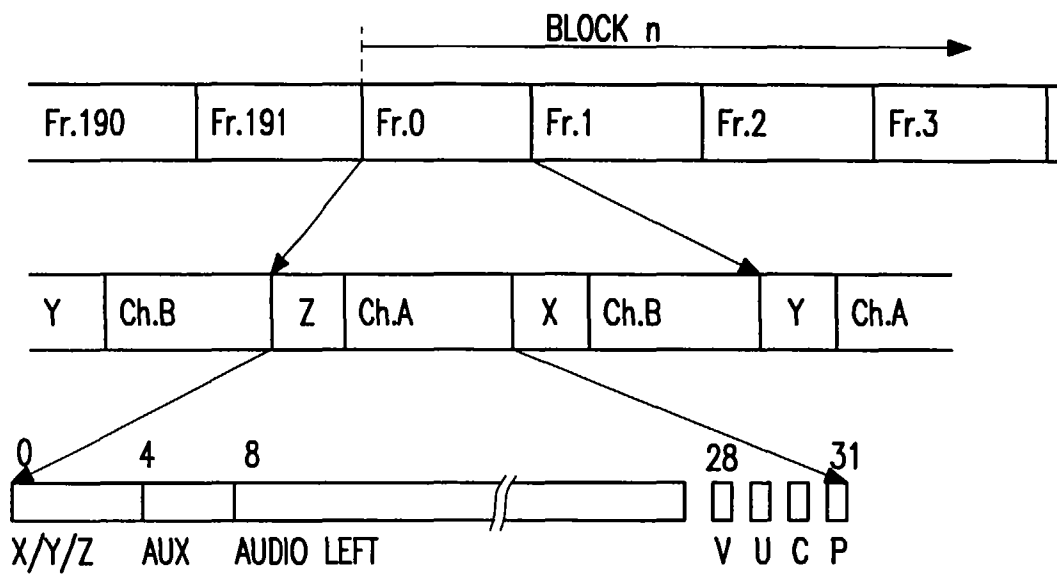 BLOCK n
Fr.190 Fr.191 Fr.0 Fr.1 Fr.2 Fr.3
Y Ch.B Z Ch.A X Ch.B Y Ch.A
0 4 8 28 31
X/Y/Z AUX AUDIO LEFT V U C P